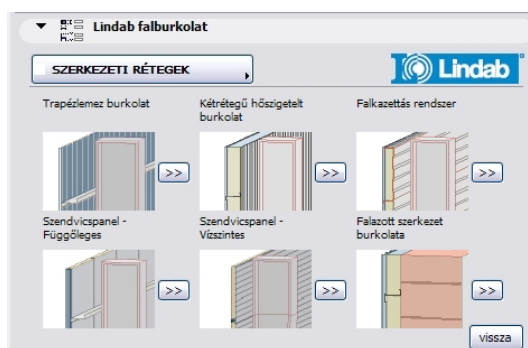 Lindab falburkolat
SZERKEZETI RÉTEGEK
Lindab
Trapézlemez burkolat
Kétrétegű hőszigetelt
burkolat
Falkazettás rendszer
>>
>>
>>
Szendvicspanel -
Függőleges
Szendvicspanel -
Vízszintes
Falazott szerkezet
burkolata
>>
>>
>>
vissza